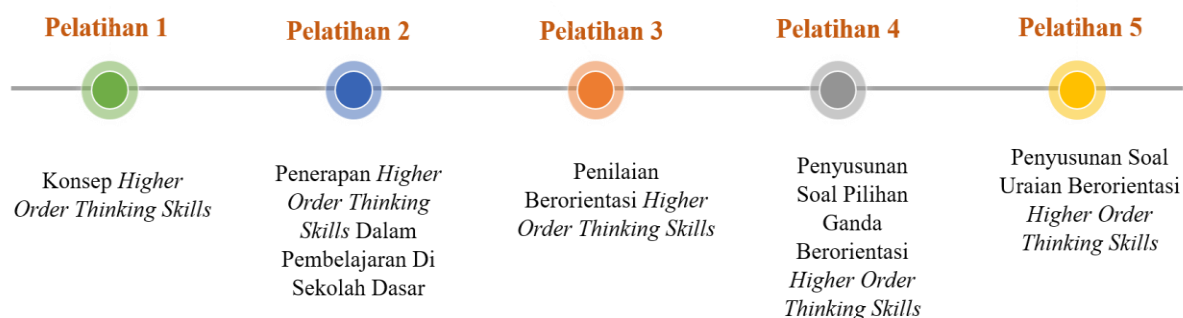 Pelatihan 1
Konsep Higher
Order Thinking Skills
Pelatihan 2
Penerapan Higher
Order Thinking
Skills Dalam
Pembelajaran Di
Sekolah Dasar
Pelatihan 3
Penilaian
Berorientasi Higher
Order Thinking Skills
Pelatihan 4
Penyusunan
Soal Pilihan
Ganda
Berorientasi
Higher Order
Thinking Skills
Pelatihan 5
Penyusunan Soal
Uraian Berorientasi
Higher Order
Thinking Skills